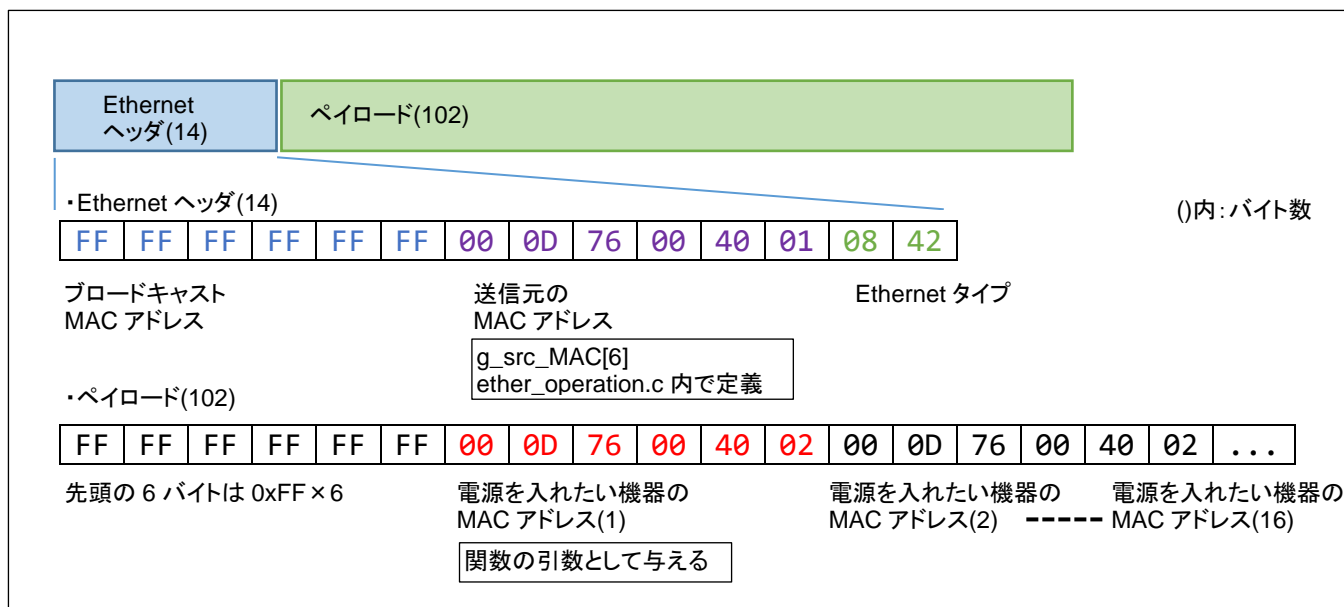 Ethernet
ヘッダ(14)
ペイロード(102)
・Ethernet ヘッダ(14)
()内：バイト数
FF FF FF FF FF FF 00 0D 76 00 40 01 08 42
ブロードキャスト
MAC アドレス
送信元の
MAC アドレス
Ethernet タイプ
g_src_MAC[6]
ether_operation.c 内で定義
・ペイロード(102)
FF FF FF FF FF FF 00 0D 76 00 40 02 00 0D 76 00 40 02 ...
先頭の 6 バイトは 0xFF×6
電源を入れたい機器の
MAC アドレス(1)
電源を入れたい機器の
MAC アドレス(2)
電源を入れたい機器の
MAC アドレス(16)
関数の引数として与える